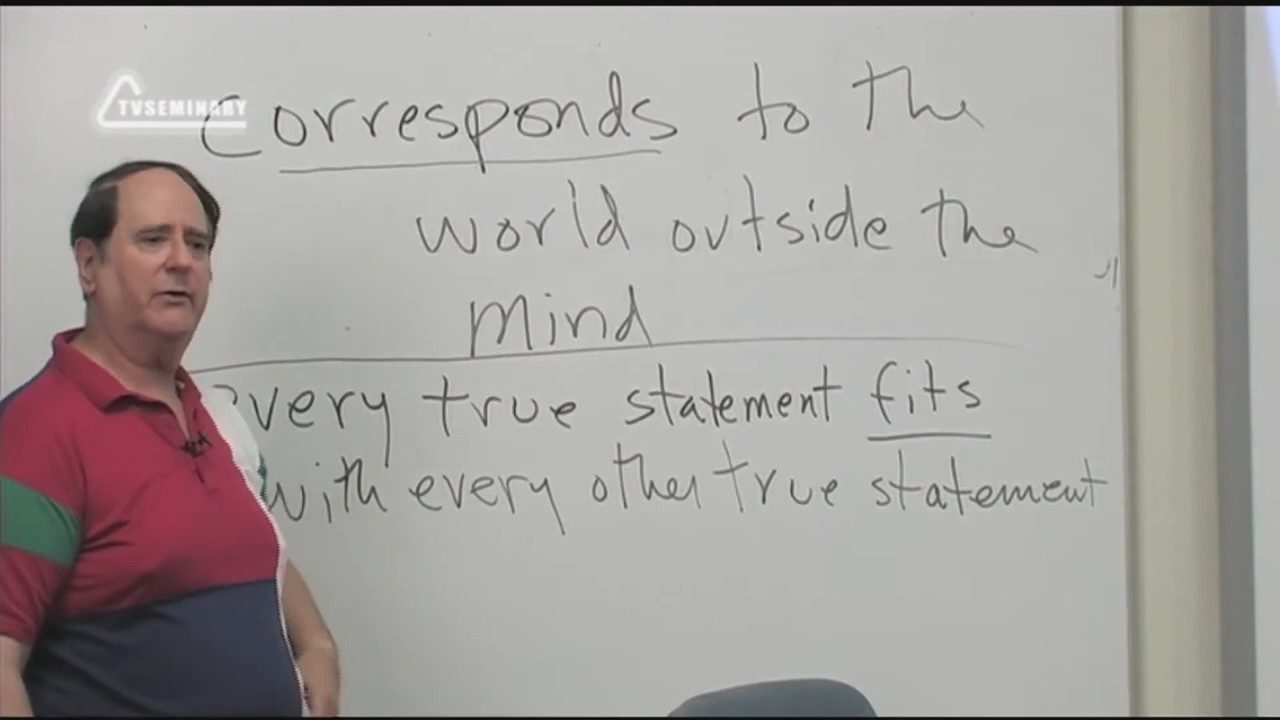 TVSEMINARY
corresponds to the
world outside the
Mind
every true statement fits
with every other true statement